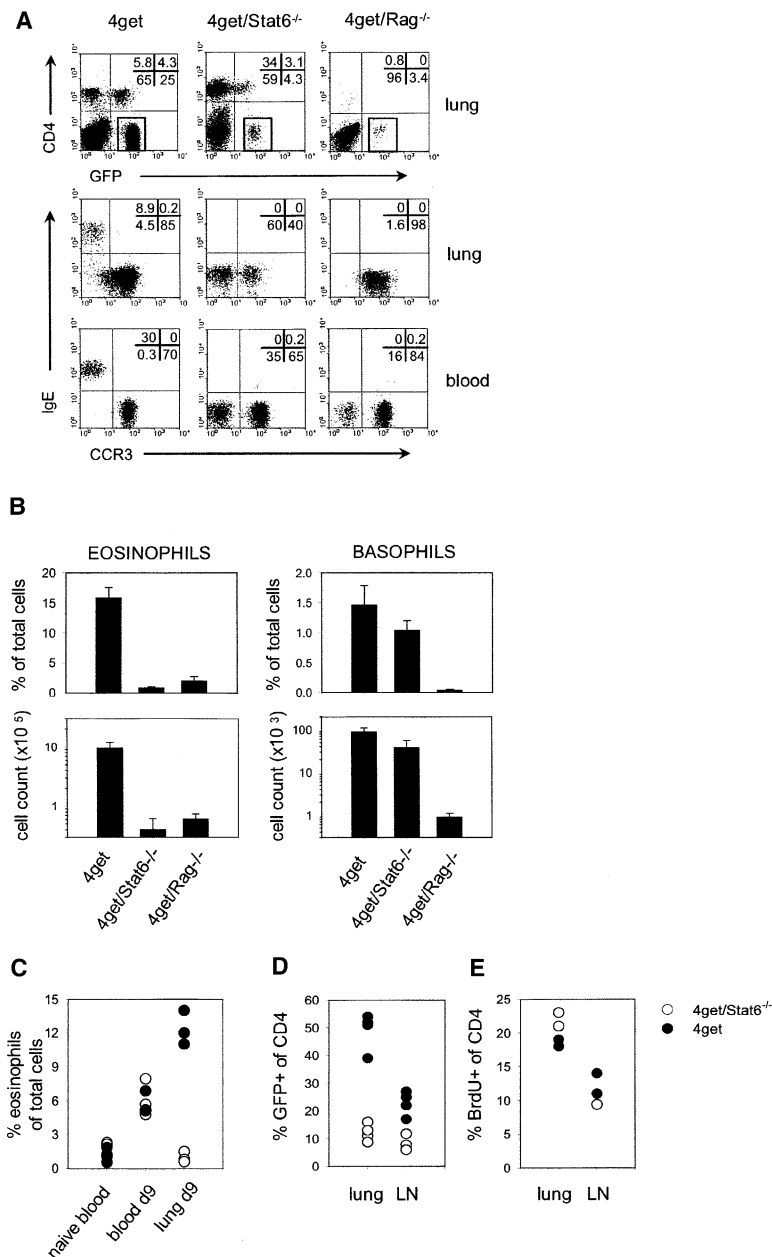 A
4get 4get/Stat6-/- 4get/Rag-/-
5.8 4.3
65 25
34 3.1
59 4.3
0.8 0
96 3.4
CD4
lung
GFP
8.9 0.2
4.5 85
0 0
60 40
0 0
1.6 98
lung
30 0
0.3 70
0 0.2
35 65
0 0.2
16 84
blood
IgE
CCR3
B
EOSINOPHILS BASOPHILS
% of total cells
20
15
10
5
0
% of total cells
2.0
1.5
1.0
0.5
0.0
cell count (x10 5)
10
1
cell count (x10 3)
100
10
1
4get 4get/Stat6-/- 4get/Rag-/-
4get 4get/Stat6-/- 4get/Rag-/-
C D E
% eosinophils
of total cells
15
12
9
6
3
0
naive blood blood d9 lung d9
% GFP+ of CD4
60
50
40
30
20
10
0
lung LN
% BrdU+ of CD4
25
20
15
10
5
0
lung LN
4get/Stat6-/-
4get